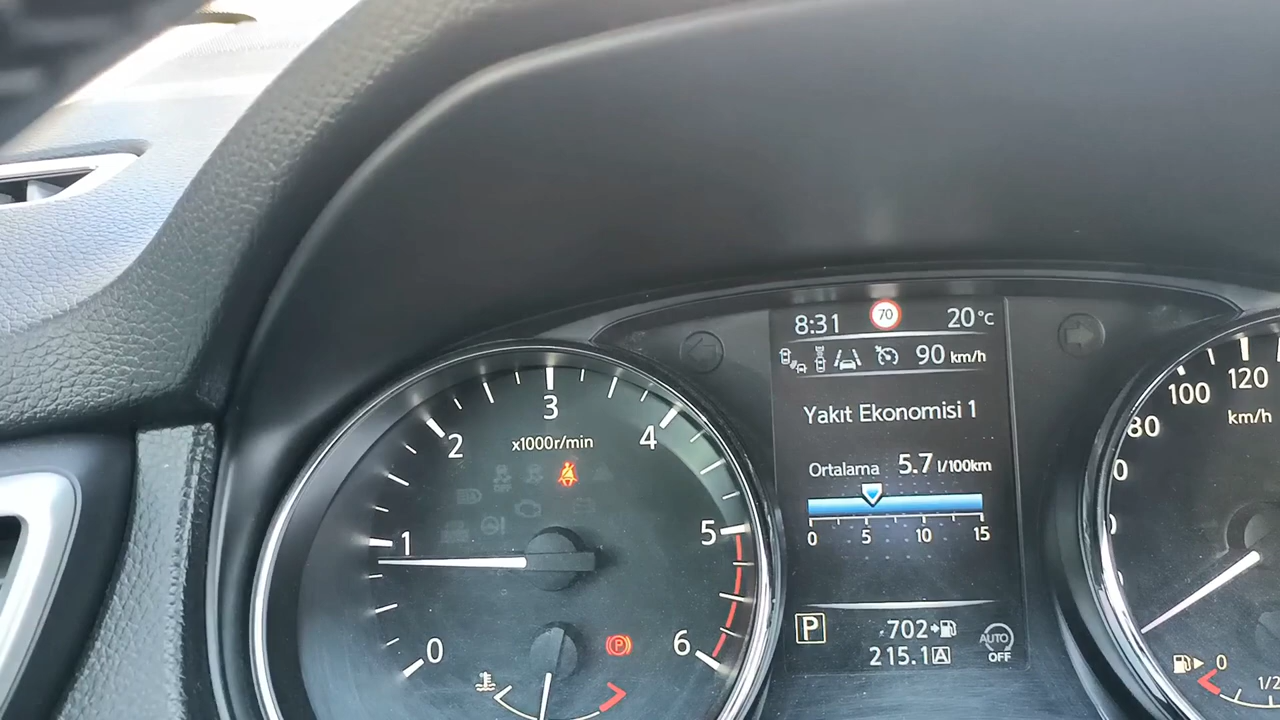 8:31 70 20°C
90 km/h
Yakıt Ekonomisi 1
Ortalama 5.7 l/100km
0 5 10 15
P 702
215.1 A
AUTO OFF
0 1 2 3 4 5 6
x1000r/min
P
80 100 120
km/h
0 1/2